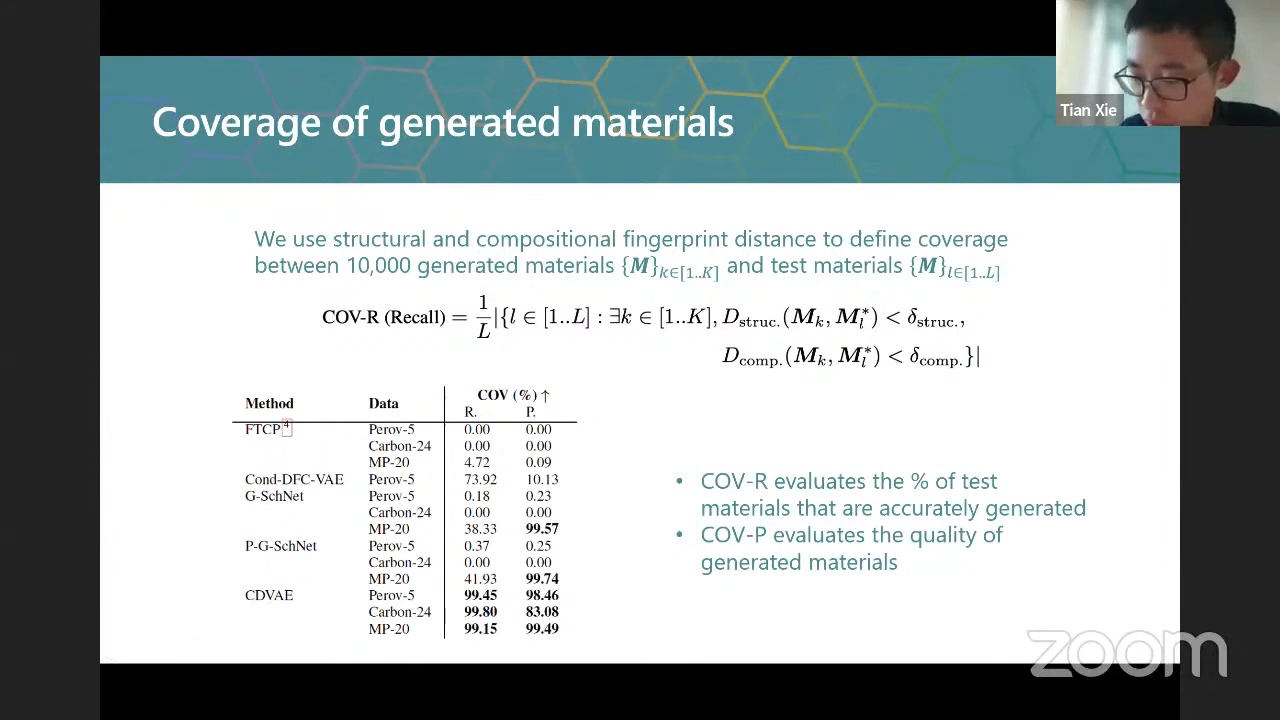 Coverage of generated materials
Tian Xie
We use structural and compositional fingerprint distance to define coverage
between 10,000 generated materials {M}k∈[1..K] and test materials {M}l∈[1..L]
COV-R (Recall) = 1/L |{l ∈ [1..L] : ∃k ∈ [1..K], Dstruc.(Mk, Ml*) < δstruc.,
Dcomp.(Mk, Ml*) < δcomp.}|
Method Data COV (%) ↑
R. P.
FTCP 4 Perov-5 0.00 0.00
Carbon-24 0.00 0.00
MP-20 4.72 0.09
Cond-DFC-VAE Perov-5 73.92 10.13
G-SchNet Perov-5 0.18 0.23
Carbon-24 0.00 0.00
MP-20 38.33 99.57
P-G-SchNet Perov-5 0.37 0.25
Carbon-24 0.00 0.00
MP-20 41.93 99.74
CDVAE Perov-5 99.45 98.46
Carbon-24 99.80 83.08
MP-20 99.15 99.49
• COV-R evaluates the % of test
materials that are accurately generated
• COV-P evaluates the quality of
generated materials
zoom